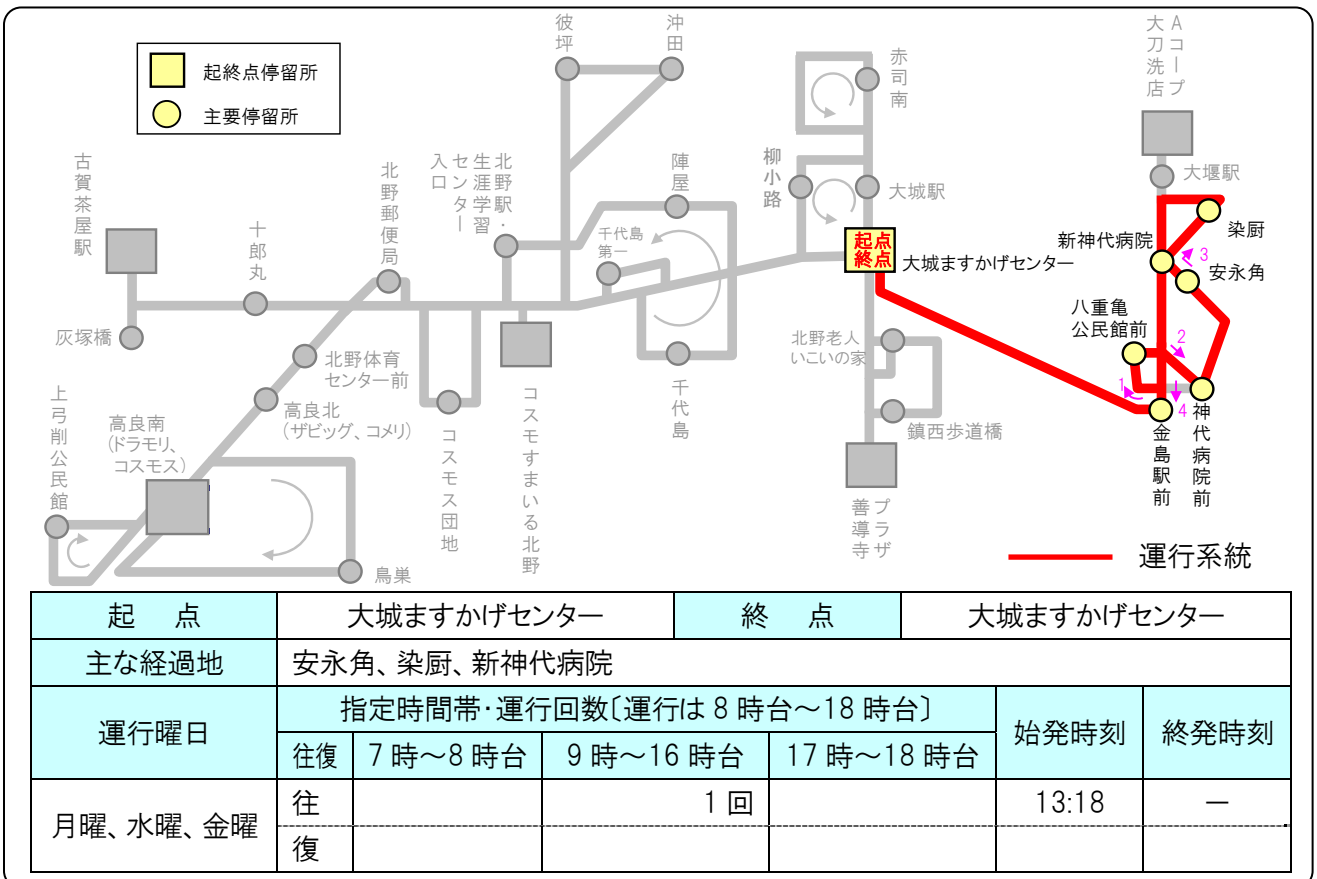 起終点停留所
主要停留所
彼坪
沖田
赤司南
Aコープ
大刀洗店
古賀茶屋駅
十郎丸
北野郵便局
北野駅・
生涯学習
センター
入口
陣屋
千代島
第一
柳小路
大城駅
起点
終点
大城ますかげセンター
大堰駅
染厨
新神代病院
3
安永角
八重亀
公民館前
2
1
4
金島駅前
神代病院前
灰塚橋
北野体育
センター前
高良北
(ザビッグ、コメリ)
高良南
(ドラモリ、
コスモス)
上弓削公民館
鳥巣
コスモス団地
コスモすまいる北野
千代島
北野老人
いこいの家
鎮西歩道橋
プラザ
善導寺
運行系統
起 点 大城ますかげセンター 終 点 大城ますかげセンター
主な経過地 安永角、染厨、新神代病院
運行曜日 指定時間帯・運行回数〔運行は8時台～18時台〕 始発時刻 終発時刻
往復 7時～8時台 9時～16時台 17時～18時台
月曜、水曜、金曜 往 1回 13:18 －
復